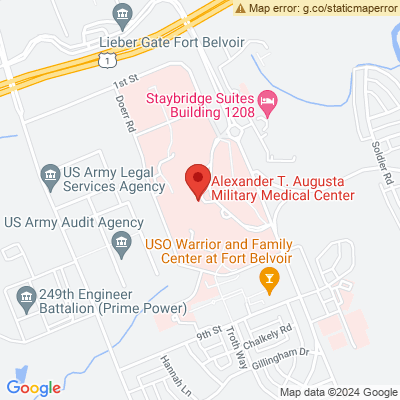 Map error: g.co/staticmaperror
Lieber Gate Fort Belvoir
1
1st St
Doerr Rd
Staybridge Suites
Building 1208
Soldier Rd
US Army Legal
Services Agency
Alexander T. Augusta
Military Medical Center
US Army Audit Agency
USO Warrior and Family
Center at Fort Belvoir
249th Engineer
Battalion (Prime Power)
9th St
Troth Way
Chalkely Rd
Gillingham Dr
Hannah Ln
Google
Map data ©2024 Google